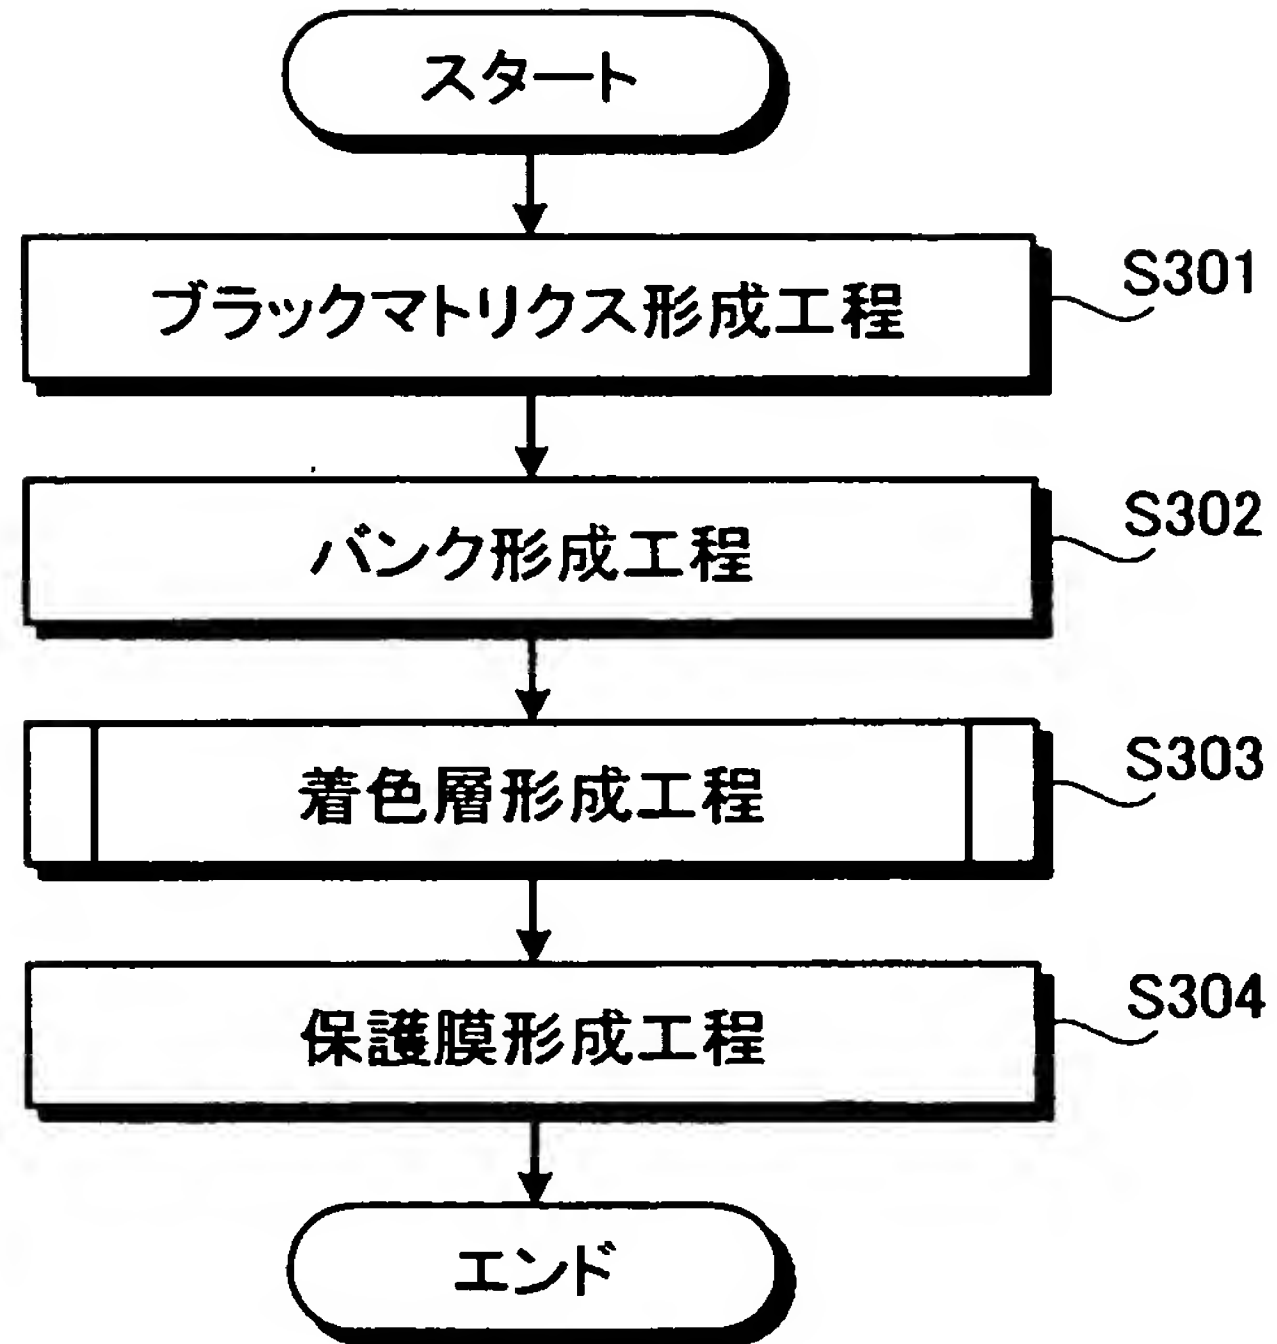 スタート
ブラックマトリクス形成工程
S301
バンク形成工程
S302
着色層形成工程
S303
保護膜形成工程
S304
エンド